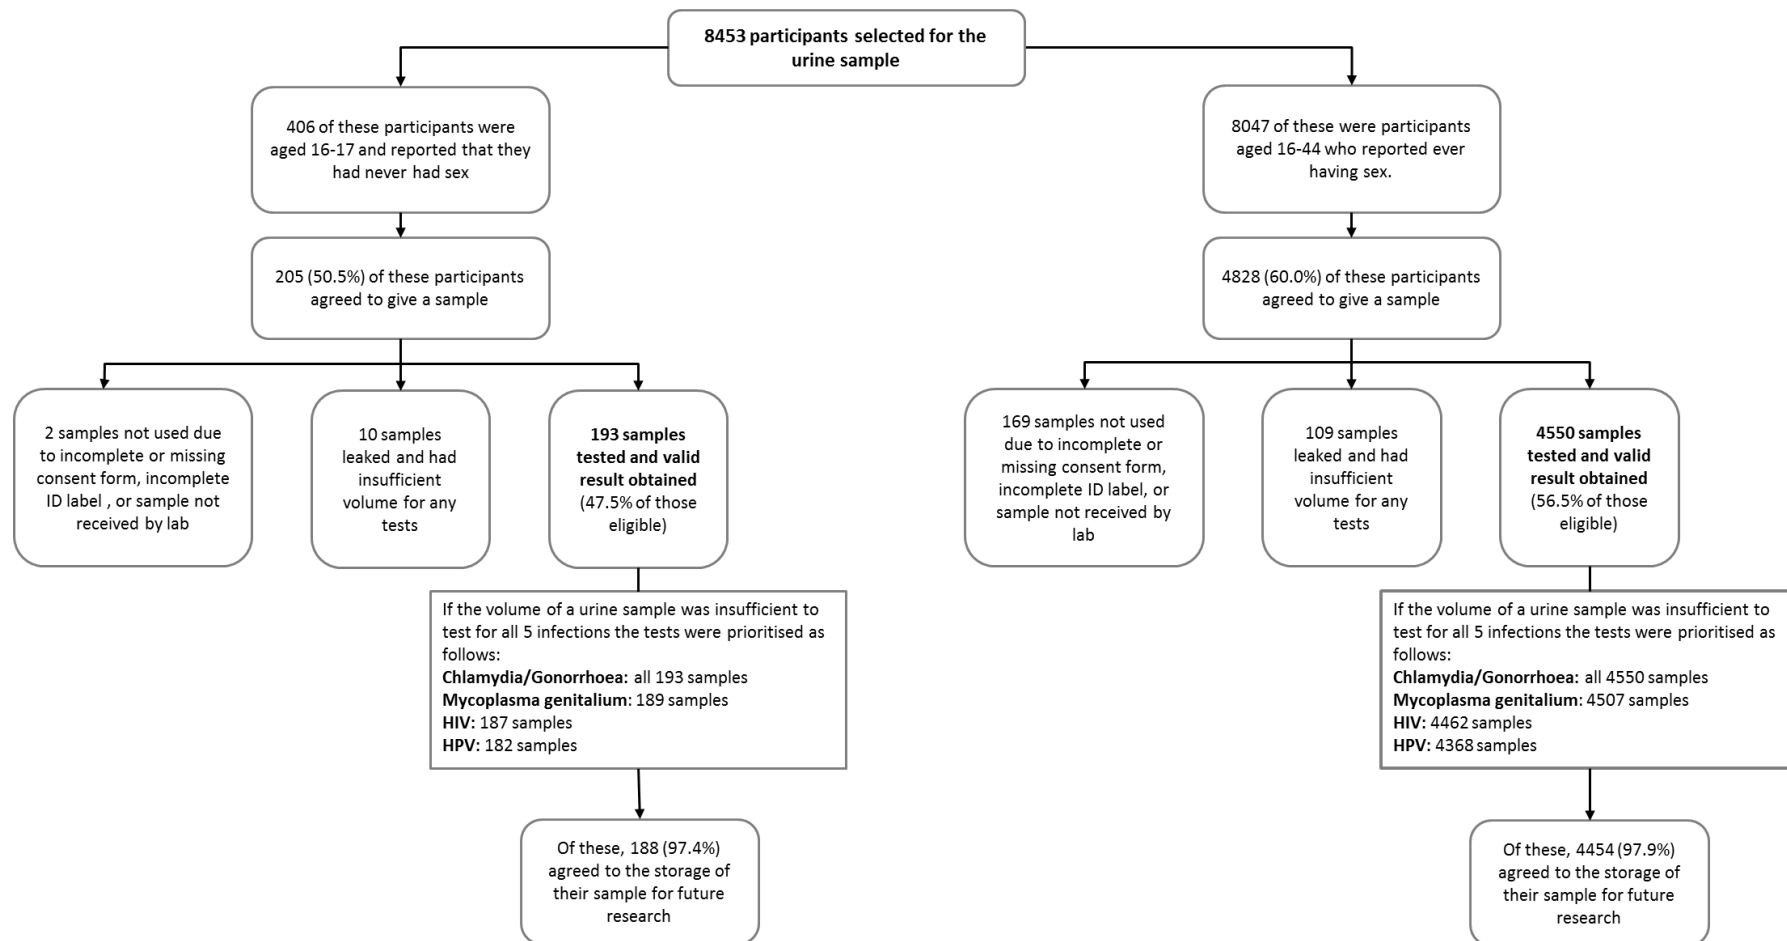 8453 participants selected for the
urine sample
406 of these participants were
aged 16-17 and reported that they
had never had sex
205 (50.5%) of these participants
agreed to give a sample
2 samples not used due
to incomplete or missing
consent form, incomplete
ID label , or sample not
received by lab
10 samples
leaked and had
insufficient
volume for any
tests
193 samples
tested and valid
result obtained
(47.5% of those
eligible)
If the volume of a urine sample was insufficient to
test for all 5 infections the tests were prioritised as
follows:
Chlamydia/Gonorrhoea: all 193 samples
Mycoplasma genitalium: 189 samples
HIV: 187 samples
HPV: 182 samples
Of these, 188 (97.4%)
agreed to the storage of
their sample for future
research
8047 of these were participants
aged 16-44 who reported ever
having sex.
4828 (60.0%) of these participants
agreed to give a sample
169 samples not used
due to incomplete or
missing consent form,
incomplete ID label, or
sample not received by
lab
109 samples
leaked and had
insufficient
volume for any
tests
4550 samples
tested and valid
result obtained
(56.5% of those
eligible)
If the volume of a urine sample was insufficient to
test for all 5 infections the tests were prioritised as
follows:
Chlamydia/Gonorrhoea: all 4550 samples
Mycoplasma genitalium: 4507 samples
HIV: 4462 samples
HPV: 4368 samples
Of these, 4454 (97.9%)
agreed to the storage of
their sample for future
research